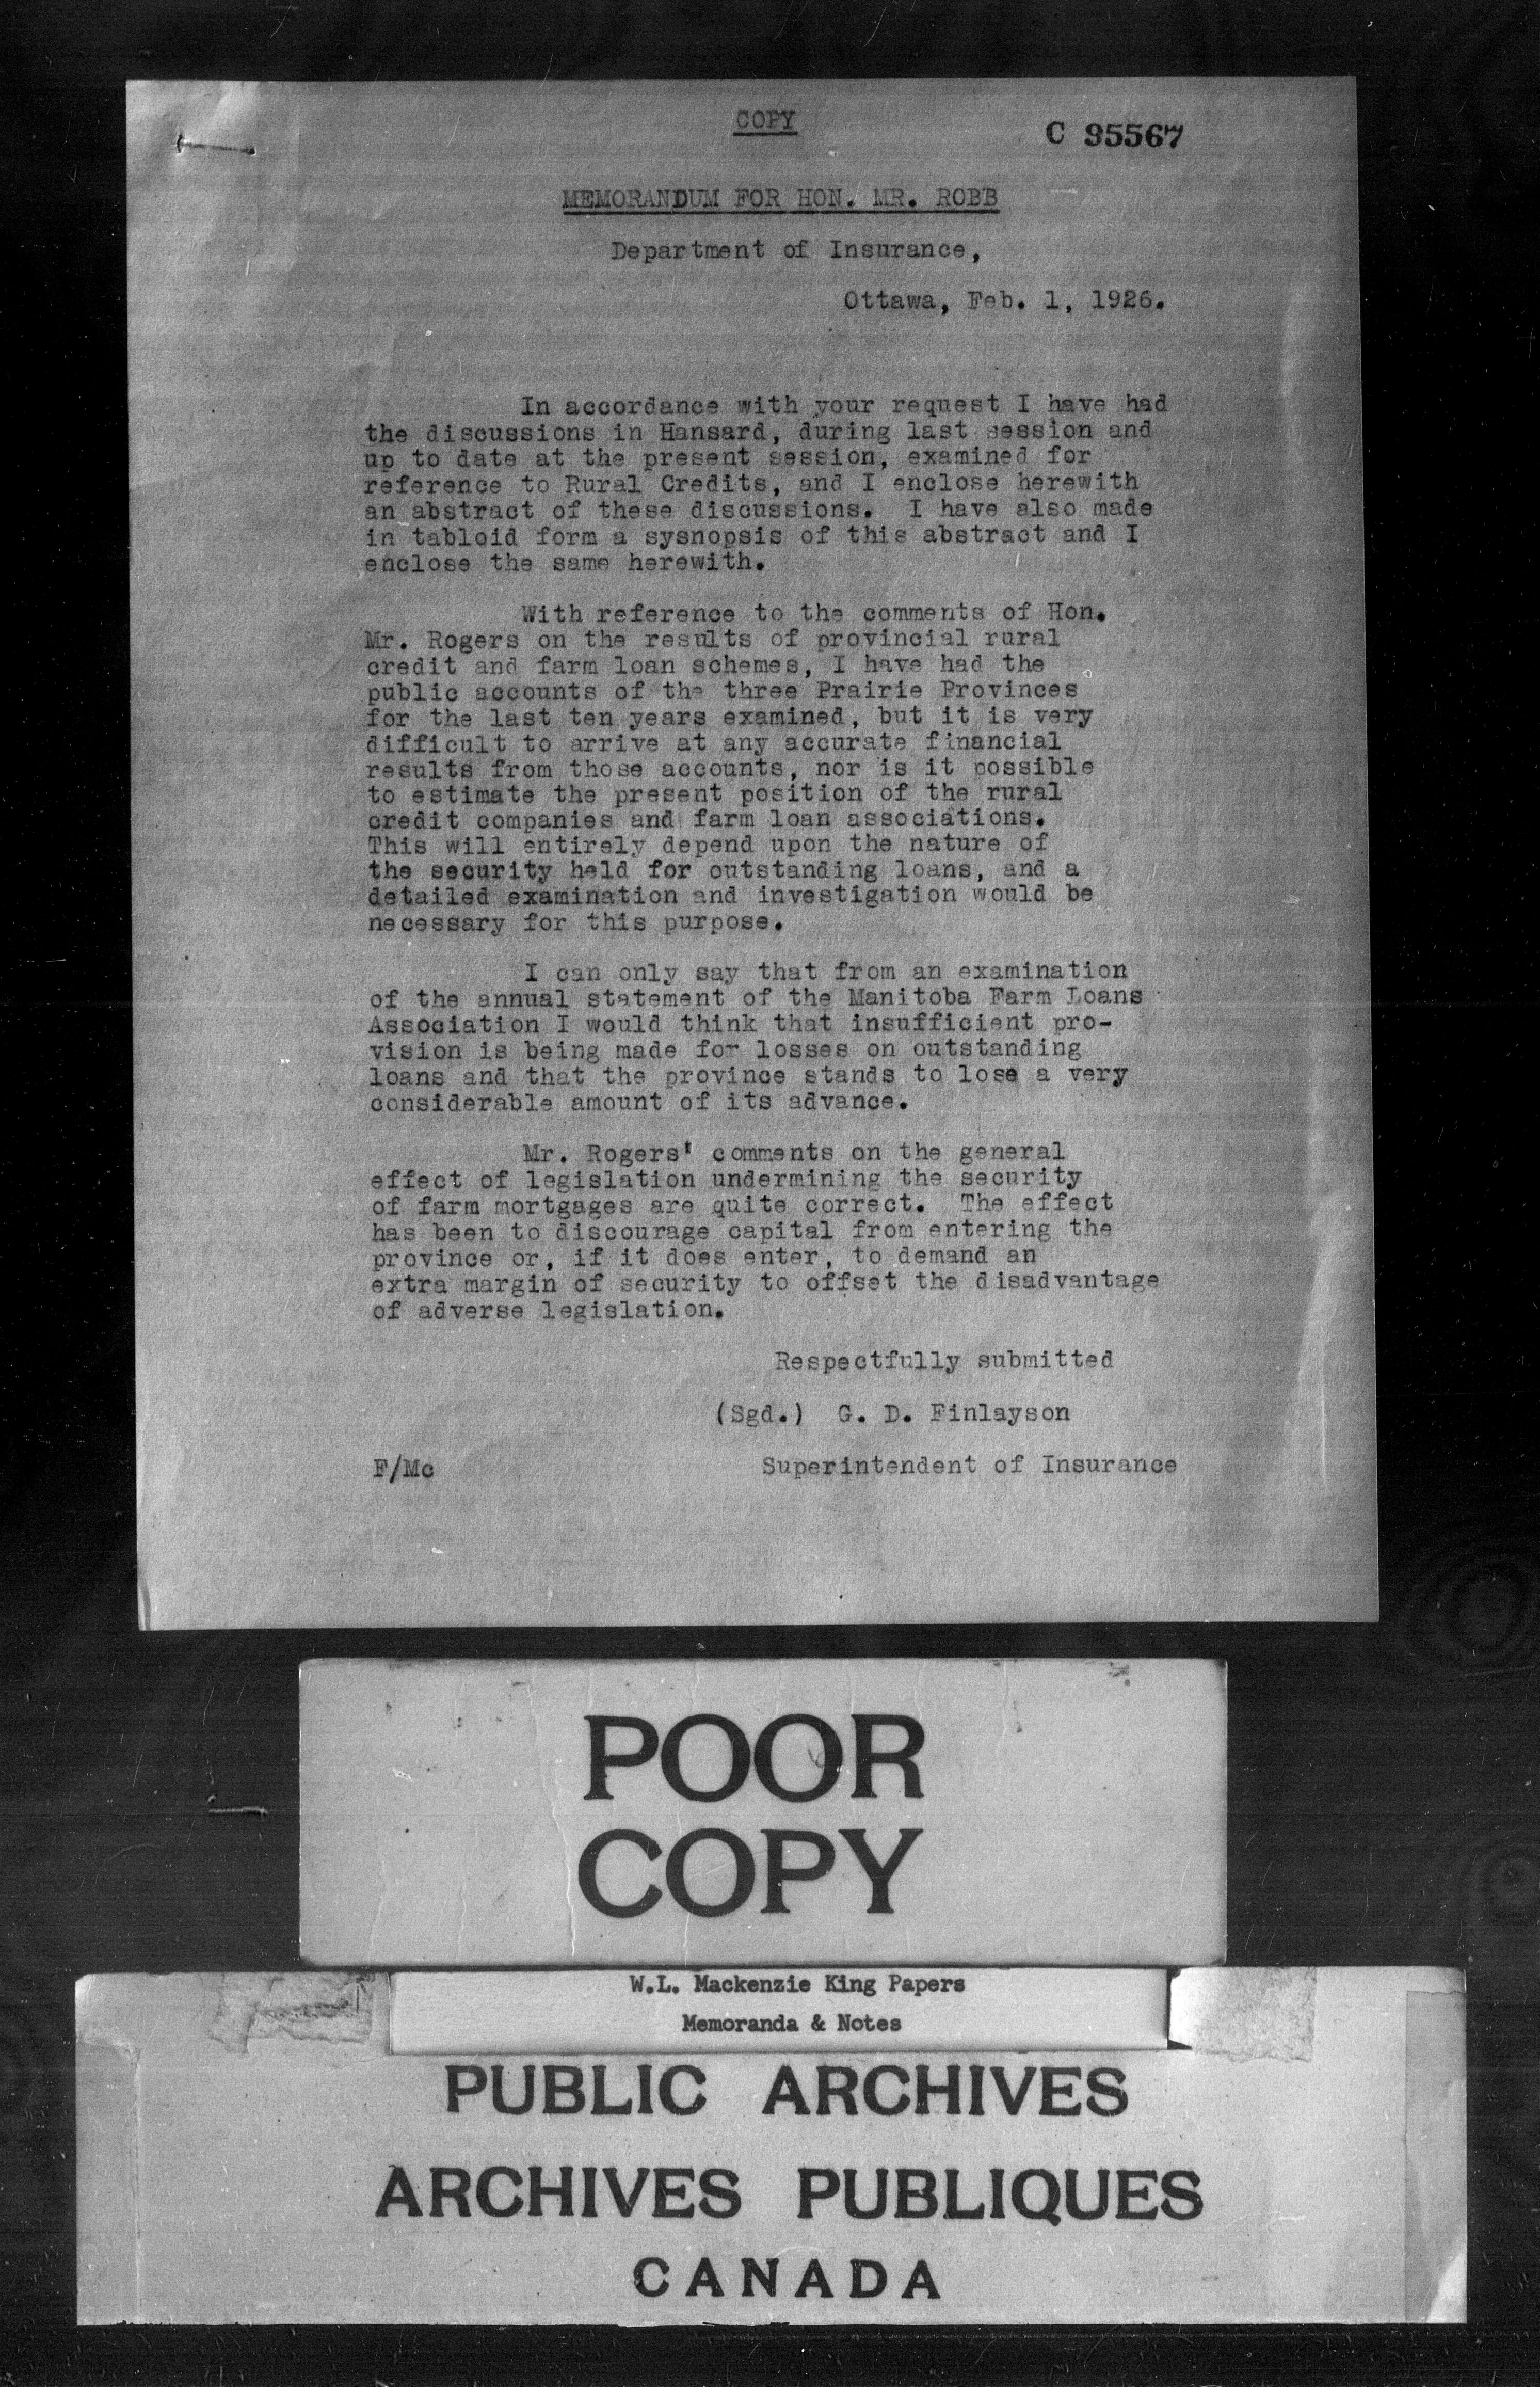 COPY
C 95567
MEMORANDUM FOR HON. MR. ROBB
Department of Insurance,
Ottawa, Feb. 1, 1926.
In accordance with your request I have had
the discussions in Hansard, during last session and
up to date at the present session, examined for
reference to Rural Credits, and I enclose herewith
an abstract of these discussions. I have also made
in tabloid form a sysnopsis of this abstract and I
enclose the same herewith.
With reference to the comments of Hon.
Mr. Rogers on the results of provincial rural
credit and farm loan schemes, I have had the
public accounts of the three Prairie Provinces
for the last ten years examined, but it is very
difficult to arrive at any accurate financial
results from those accounts, nor is it possible
to estimate the present position of the rural
credit companies and farm loan associations.
This will entirely depend upon the nature of
the security held for outstanding loans, and a
detailed examination and investigation would be
necessary for this purpose.
I can only say that from an examination
of the annual statement of the Manitoba Farm Loans
Association I would think that insufficient pro-
vision is being made for losses on outstanding
loans and that the province stands to lose a very
considerable amount of its advance.
Mr. Rogers' comments on the general
effect of legislation undermining the security
of farm mortgages are quite correct. The effect
has been to discourage capital from entering the
province or, if it does enter, to demand an
extra margin of security to offset the disadvantage
of adverse legislation.
Respectfully submitted
(Sgd.) G. D. Finlayson
F/Mc Superintendent of Insurance
POOR
COPY
W.L. Mackenzie King Papers
Memoranda & Notes
PUBLIC ARCHIVES
ARCHIVES PUBLIQUES
CANADA